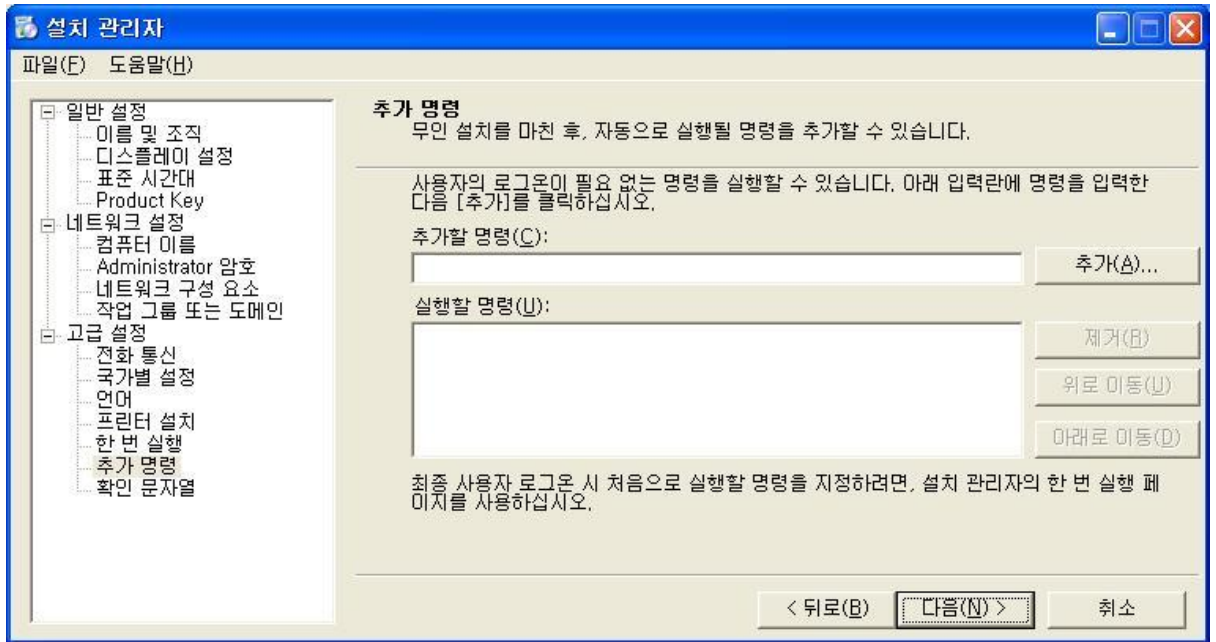 설치 관리자
파일(F) 도움말(H)
일반 설정
이름 및 조직
디스플레이 설정
표준 시간대
Product Key
네트워크 설정
컴퓨터 이름
Administrator 암호
네트워크 구성 요소
작업 그룹 또는 도메인
고급 설정
전화 통신
국가별 설정
언어
프린터 설치
한 번 실행
추가 명령
확인 문자열
추가 명령
무인 설치를 마친 후, 자동으로 실행될 명령을 추가할 수 있습니다.
사용자의 로그온이 필요 없는 명령을 실행할 수 있습니다. 아래 입력란에 명령을 입력한
다음 [추가]를 클릭하십시오.
추가할 명령(C):
추가(A)...
실행할 명령(U):
제거(R)
위로 이동(U)
아래로 이동(D)
최종 사용자 로그온 시 처음으로 실행할 명령을 지정하려면, 설치 관리자의 한 번 실행 페
이지를 사용하십시오.
< 뒤로(B) 다음(N) > 취소